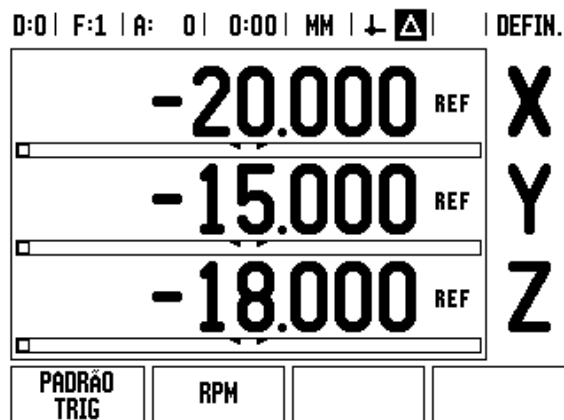 D:0 | F:1 | A: 0 | 0:00 | MM | Δ | | DEFIN.
-20.000 REF X
-15.000 REF Y
-18.000 REF Z
PADRÃO TRIG
RPM